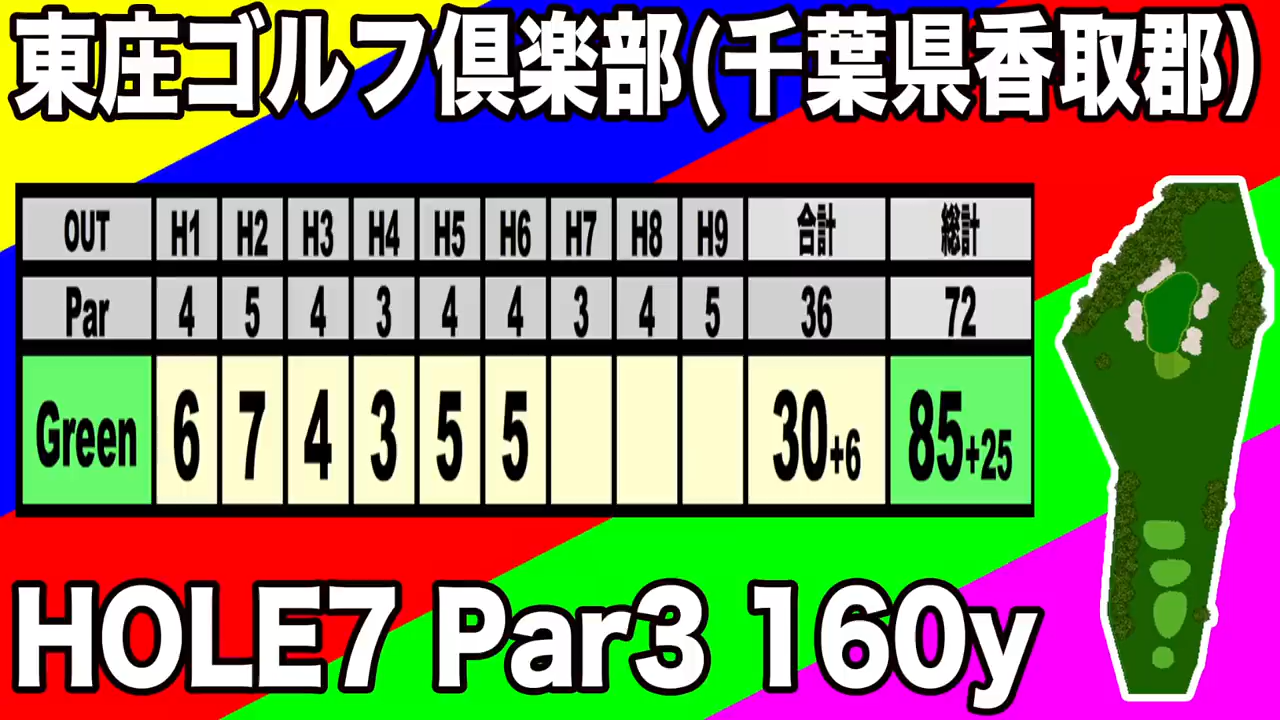 東庄ゴルフ倶楽部(千葉県香取郡)
OUT H1 H2 H3 H4 H5 H6 H7 H8 H9 合計 総計
Par 4 5 4 3 4 4 3 4 5 36 72
Green 6 7 4 3 5 5 30+6 85+25
HOLE7 Par3 160y